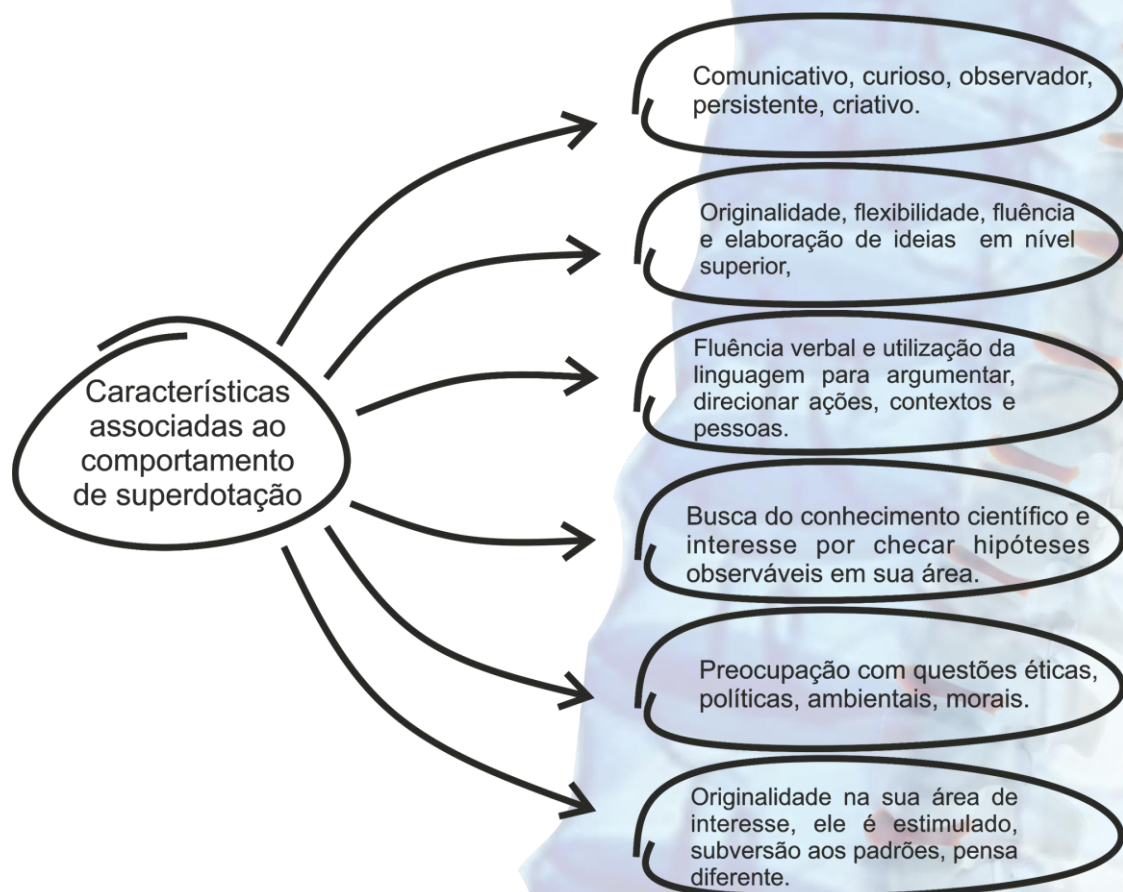 Características
associadas ao
comportamento
de superdotação
Comunicativo, curioso, observador,
persistente, criativo.
Originalidade, flexibilidade, fluência
e elaboração de ideias em nível
superior,
Fluência verbal e utilização da
linguagem para argumentar,
direcionar ações, contextos e
pessoas.
Busca do conhecimento científico e
interesse por checar hipóteses
observáveis em sua área.
Preocupação com questões éticas,
políticas, ambientais, morais.
Originalidade na sua área de
interesse, ele é estimulado,
subversão aos padrões, pensa
diferente.